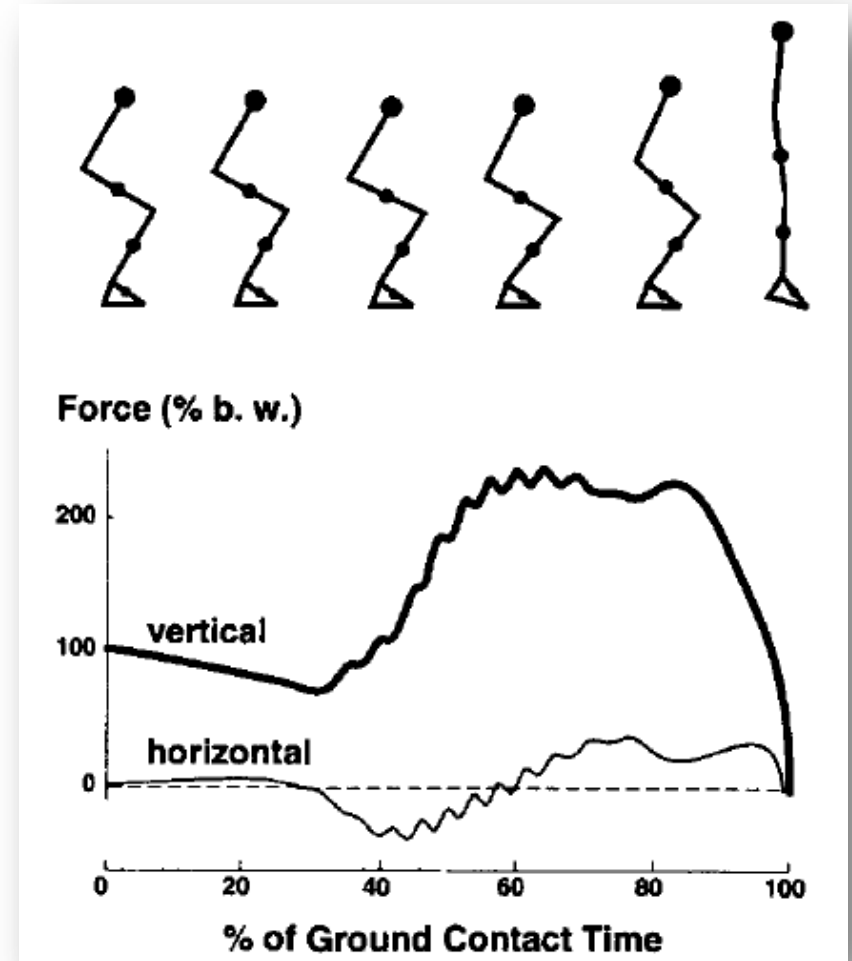 Force (% b. w.)
200
vertical
100
horizontal
0
0 20 40 60 80 100
% of Ground Contact Time